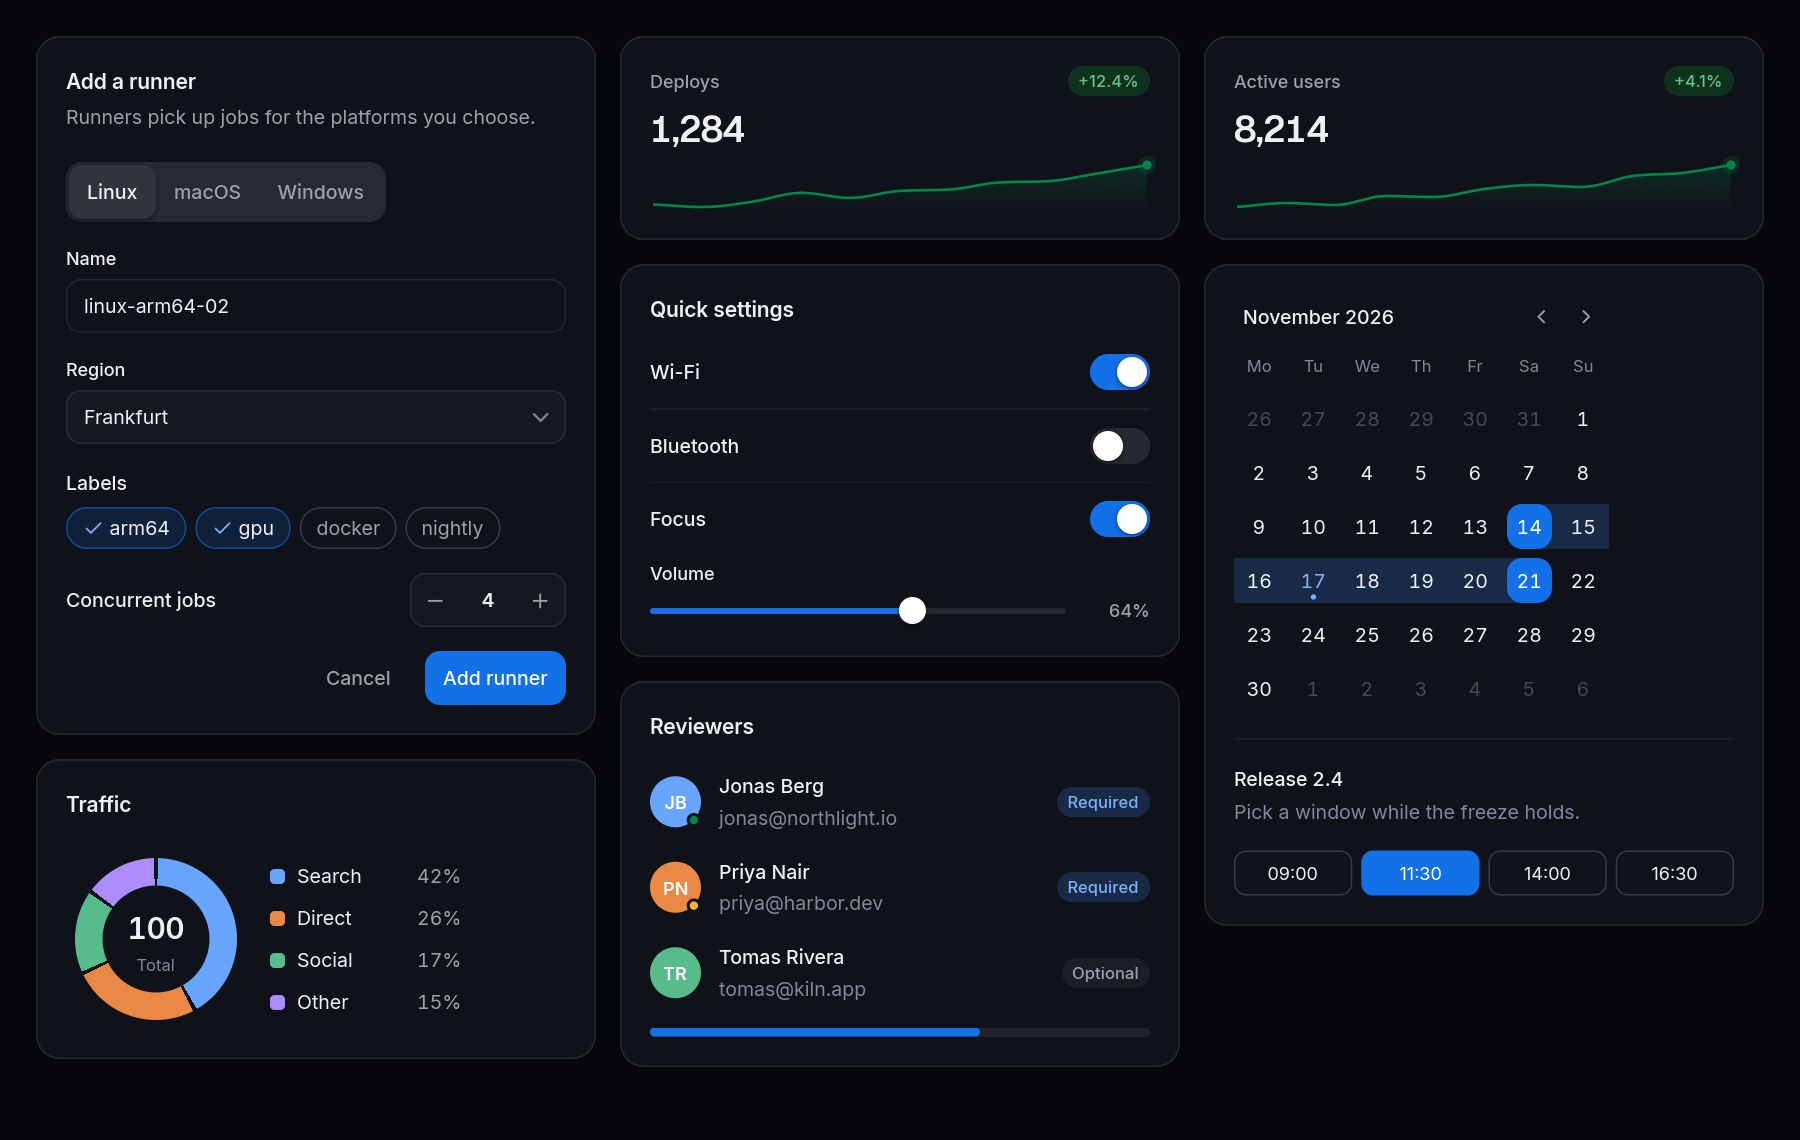 Add a runner
Runners pick up jobs for the platforms you choose.
Linux macOS Windows
Name
linux-arm64-02
Region
Frankfurt
Labels
arm64 gpu docker nightly
Concurrent jobs 4
Cancel Add runner
Traffic
100
Total
Search 42%
Direct 26%
Social 17%
Other 15%
Deploys +12.4%
1,284
Quick settings
Wi-Fi
Bluetooth
Focus
Volume
64%
Reviewers
JB Jonas Berg Required
jonas@northlight.io
PN Priya Nair Required
priya@harbor.dev
TR Tomas Rivera Optional
tomas@kiln.app
Active users +4.1%
8,214
November 2026
Mo Tu We Th Fr Sa Su
26 27 28 29 30 31 1
2 3 4 5 6 7 8
9 10 11 12 13 14 15
16 17 18 19 20 21 22
23 24 25 26 27 28 29
30 1 2 3 4 5 6
Release 2.4
Pick a window while the freeze holds.
09:00 11:30 14:00 16:30